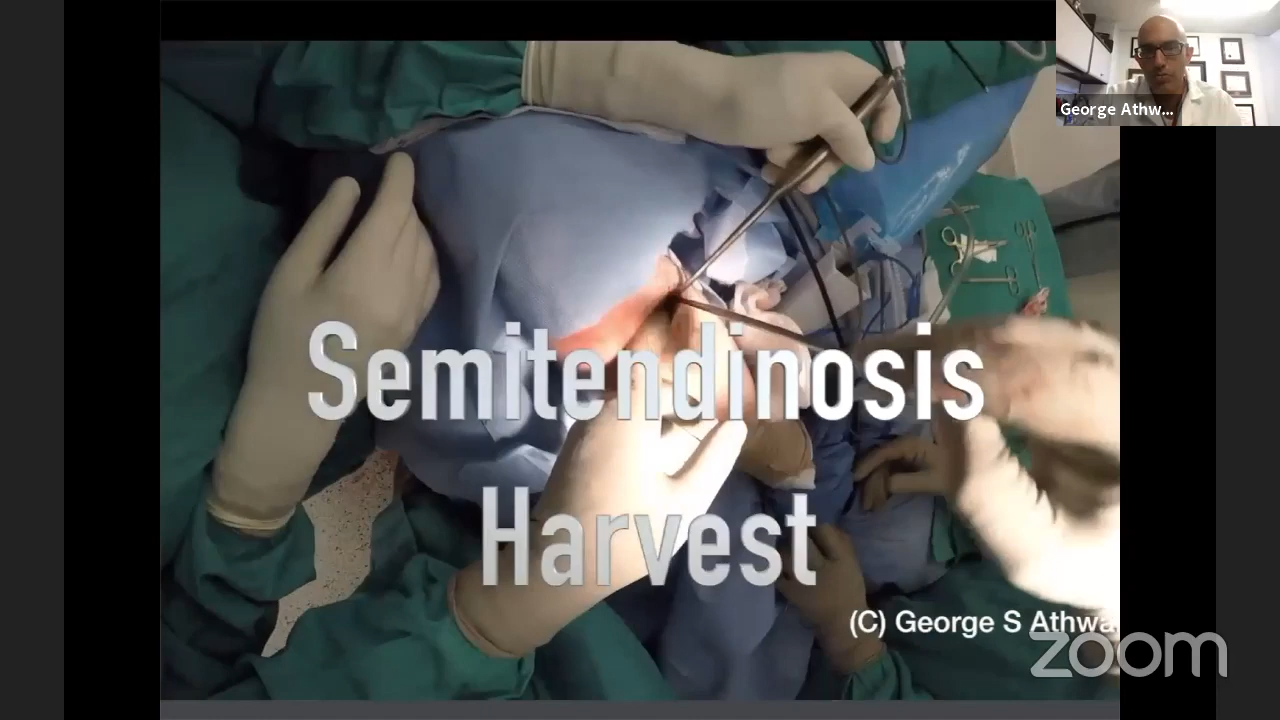 George Athw...
Semitendinosis
Harvest
(C) George S Athwa
zoom